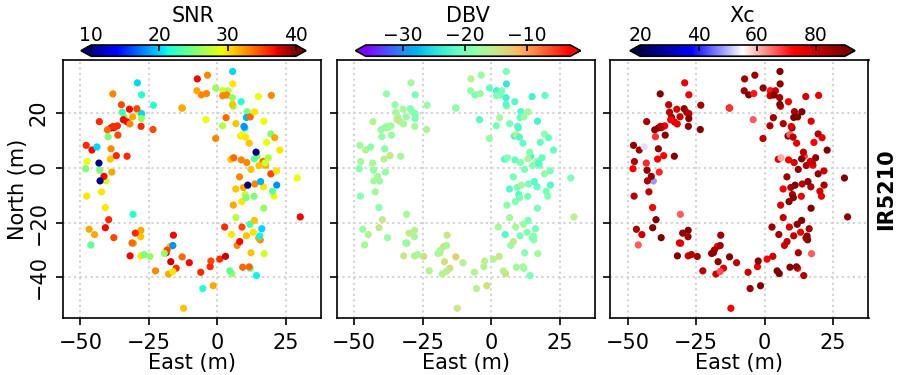 SNR DBV Xc
10 20 30 40 −30 −20 −10 20 40 60 80
North (m)
20
0
−20
−40
IR5210
−50 −25 0 25 −50 −25 0 25 −50 −25 0 25
East (m) East (m) East (m)